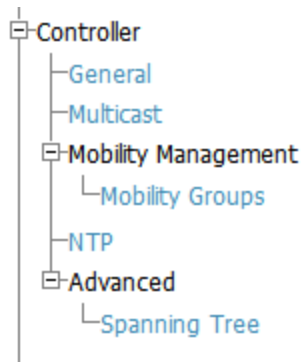 Controller
General
Multicast
Mobility Management
Mobility Groups
NTP
Advanced
Spanning Tree